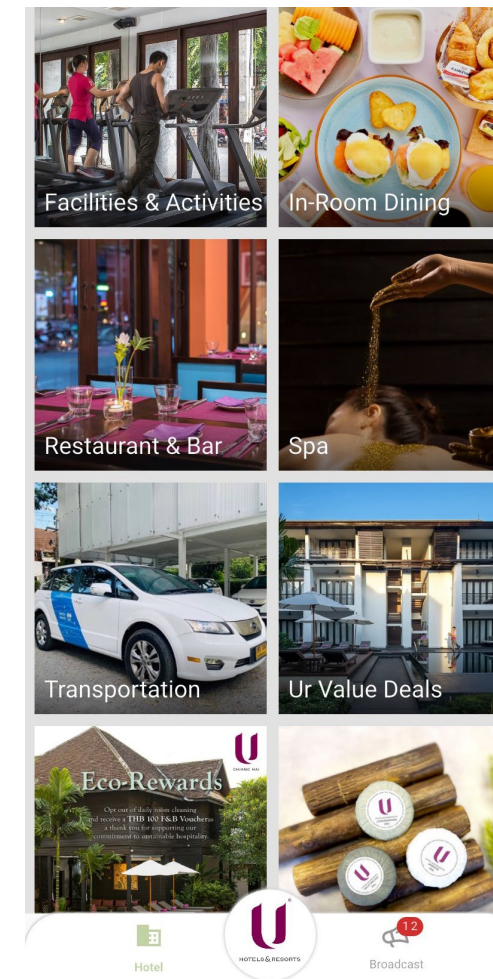 Facilities & Activities
In-Room Dining
Restaurant & Bar
Spa
Transportation
Ur Value Deals
U
CHIANG MAI
Eco-Rewards
Opt out of daily room cleaning
and receive a THB 100 F&B Voucher as
a thank you for supporting our
commitment to sustainable hospitality.
U
U
U
U
HOTELS & RESORTS
Hotel
12
Broadcast